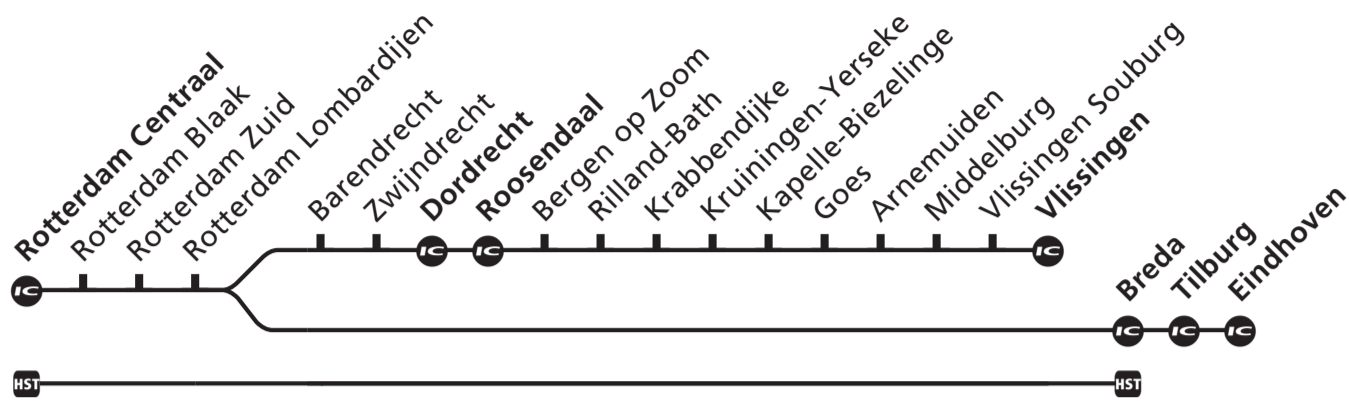 Rotterdam Centraal
Rotterdam Blaak
Rotterdam Zuid
Rotterdam Lombardijen
Barendrecht
Zwijndrecht
Dordrecht
Roosendaal
Bergen op Zoom
Rilland-Bath
Krabbendijke
Kruiningen-Yerseke
Kapelle-Biezelinge
Goes
Arnemuiden
Middelburg
Vlissingen Souburg
Vlissingen
Breda
Tilburg
Eindhoven
IC
IC
IC
IC
IC
IC
IC
HST
HST